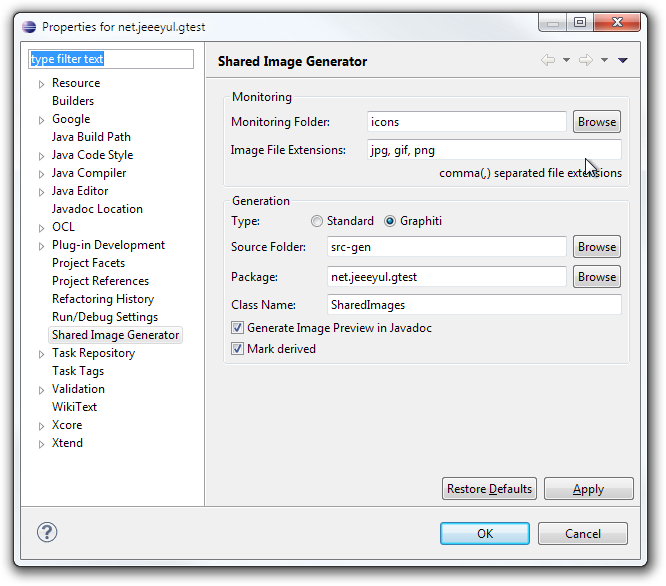 Properties for net.jeeeyul.gtest
type filter text
Resource
Builders
Google
Java Build Path
Java Code Style
Java Compiler
Java Editor
Javadoc Location
OCL
Plug-in Development
Project Facets
Project References
Refactoring History
Run/Debug Settings
Shared Image Generator
Task Repository
Task Tags
Validation
WikiText
Xcore
Xtend
Shared Image Generator
Monitoring
Monitoring Folder: icons Browse
Image File Extensions: jpg, gif, png
comma(,) separated file extensions
Generation
Type: Standard Graphiti
Source Folder: src-gen Browse
Package: net.jeeeyul.gtest Browse
Class Name: SharedImages
Generate Image Preview in Javadoc
Mark derived
Restore Defaults Apply
? OK Cancel